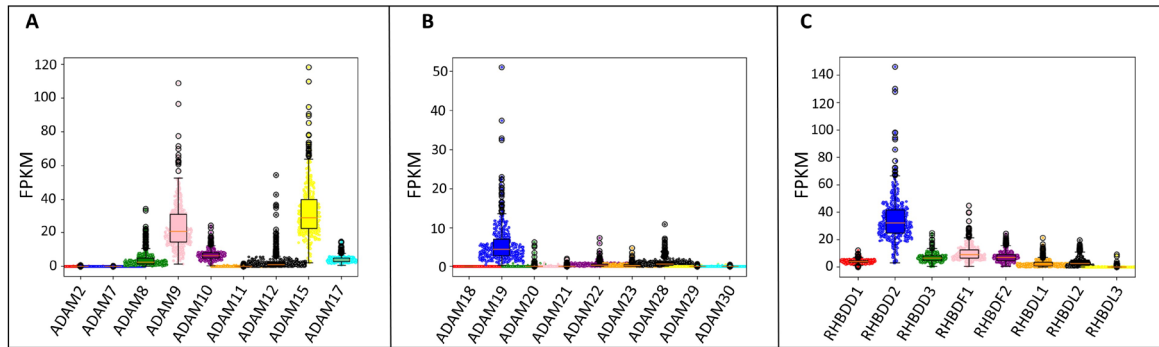 A
FPKM
120
100
80
60
40
20
0
ADAM2
ADAM7
ADAM8
ADAM9
ADAM10
ADAM11
ADAM12
ADAM15
ADAM17
B
FPKM
50
40
30
20
10
0
ADAM18
ADAM19
ADAM20
ADAM21
ADAM22
ADAM23
ADAM28
ADAM29
ADAM30
C
FPKM
140
120
100
80
60
40
20
0
RHBDD1
RHBDD2
RHBDD3
RHBDF1
RHBDF2
RHBDL1
RHBDL2
RHBDL3